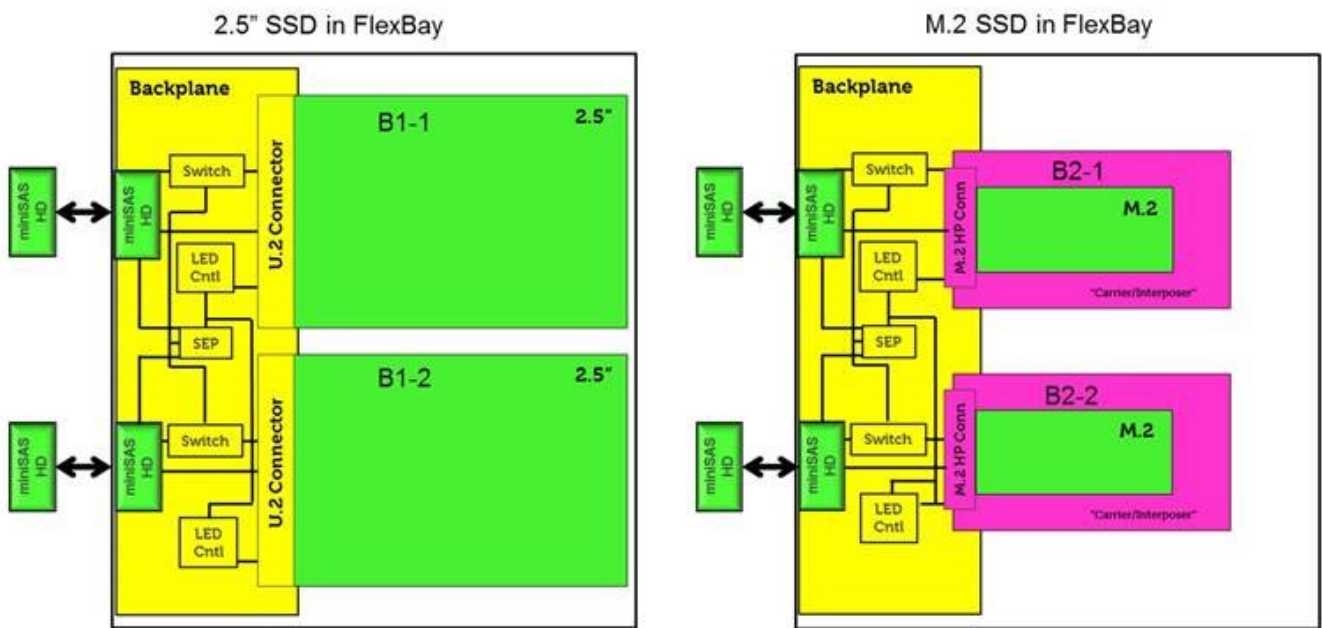 2.5” SSD in FlexBay
Backplane
B1-1
2.5”
Switch
miniSAS
HD
miniSAS
HD
U.2 Connector
LED
Cntl
SEP
B1-2
2.5”
Switch
miniSAS
HD
miniSAS
HD
U.2 Connector
LED
Cntl
M.2 SSD in FlexBay
Backplane
B2-1
M.2
Switch
miniSAS
HD
miniSAS
HD
M.2 HP Conn
LED
Cntl
"Carrier/Interposer"
SEP
B2-2
M.2
Switch
miniSAS
HD
miniSAS
HD
M.2 HP Conn
LED
Cntl
"Carrier/Interposer"